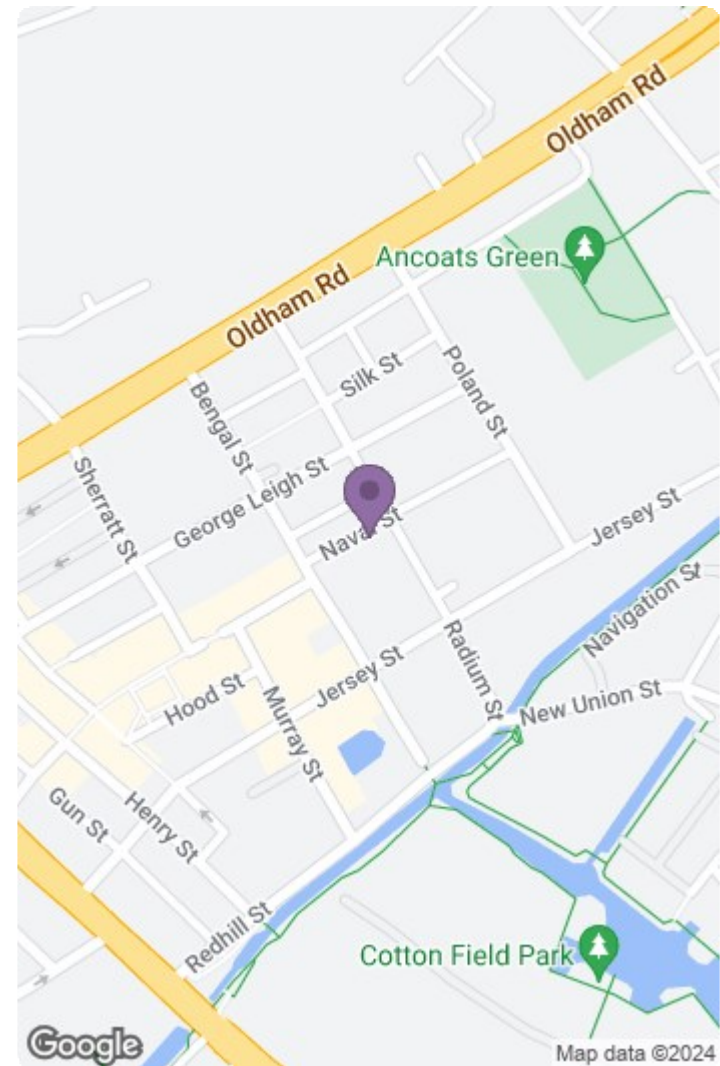 Oldham Rd
Ancoats Green
Oldham Rd
Silk St
Poland St
Bengal St
George Leigh St
Sherratt St
Naval St
Jersey St
Navigation St
Radium St
Jersey St
New Union St
Hood St
Murray St
Gun St
Henry St
Redhill St
Cotton Field Park
Google
Map data ©2024